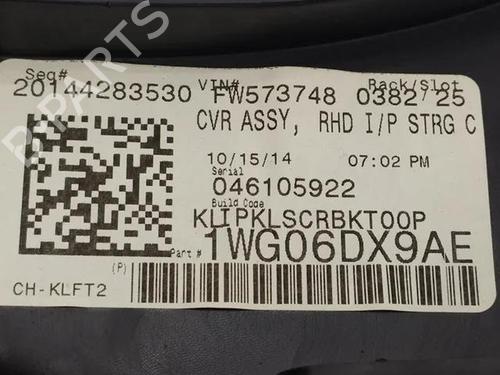 Seq# VIN# Rack/Slot
20144283530 FW573748 0382 25
CVR ASSY, RHD I/P STRG C
10/15/14 07:02 PM
Serial
046105922
Build Code
KLIPKLSCRBKT00P
Part # 1WG06DX9AE
(P)
CH-KLFT2
B-PARTS